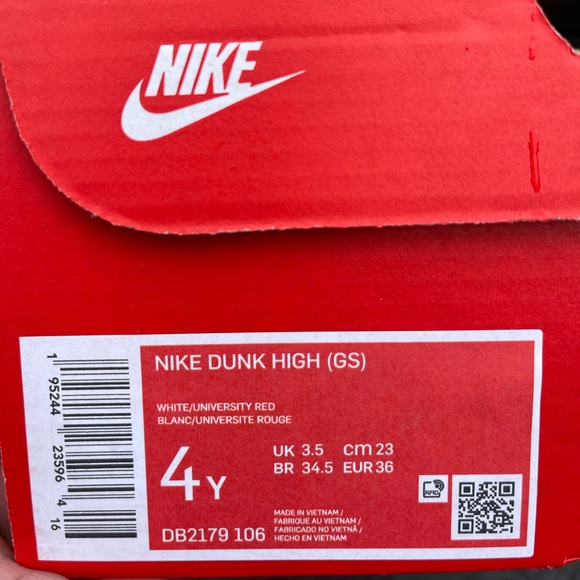 NIKE
NIKE DUNK HIGH (GS)
WHITE/UNIVERSITY RED
BLANC/UNIVERSITE ROUGE
4Y
UK 3.5 cm 23
BR 34.5 EUR 36
RFID
DB2179 106
MADE IN VIETNAM /
FABRIQUE AU VIETNAM /
FABRICADO NO VIETNÃ /
HECHO EN VIETNAM
1 95244 23596 4 16